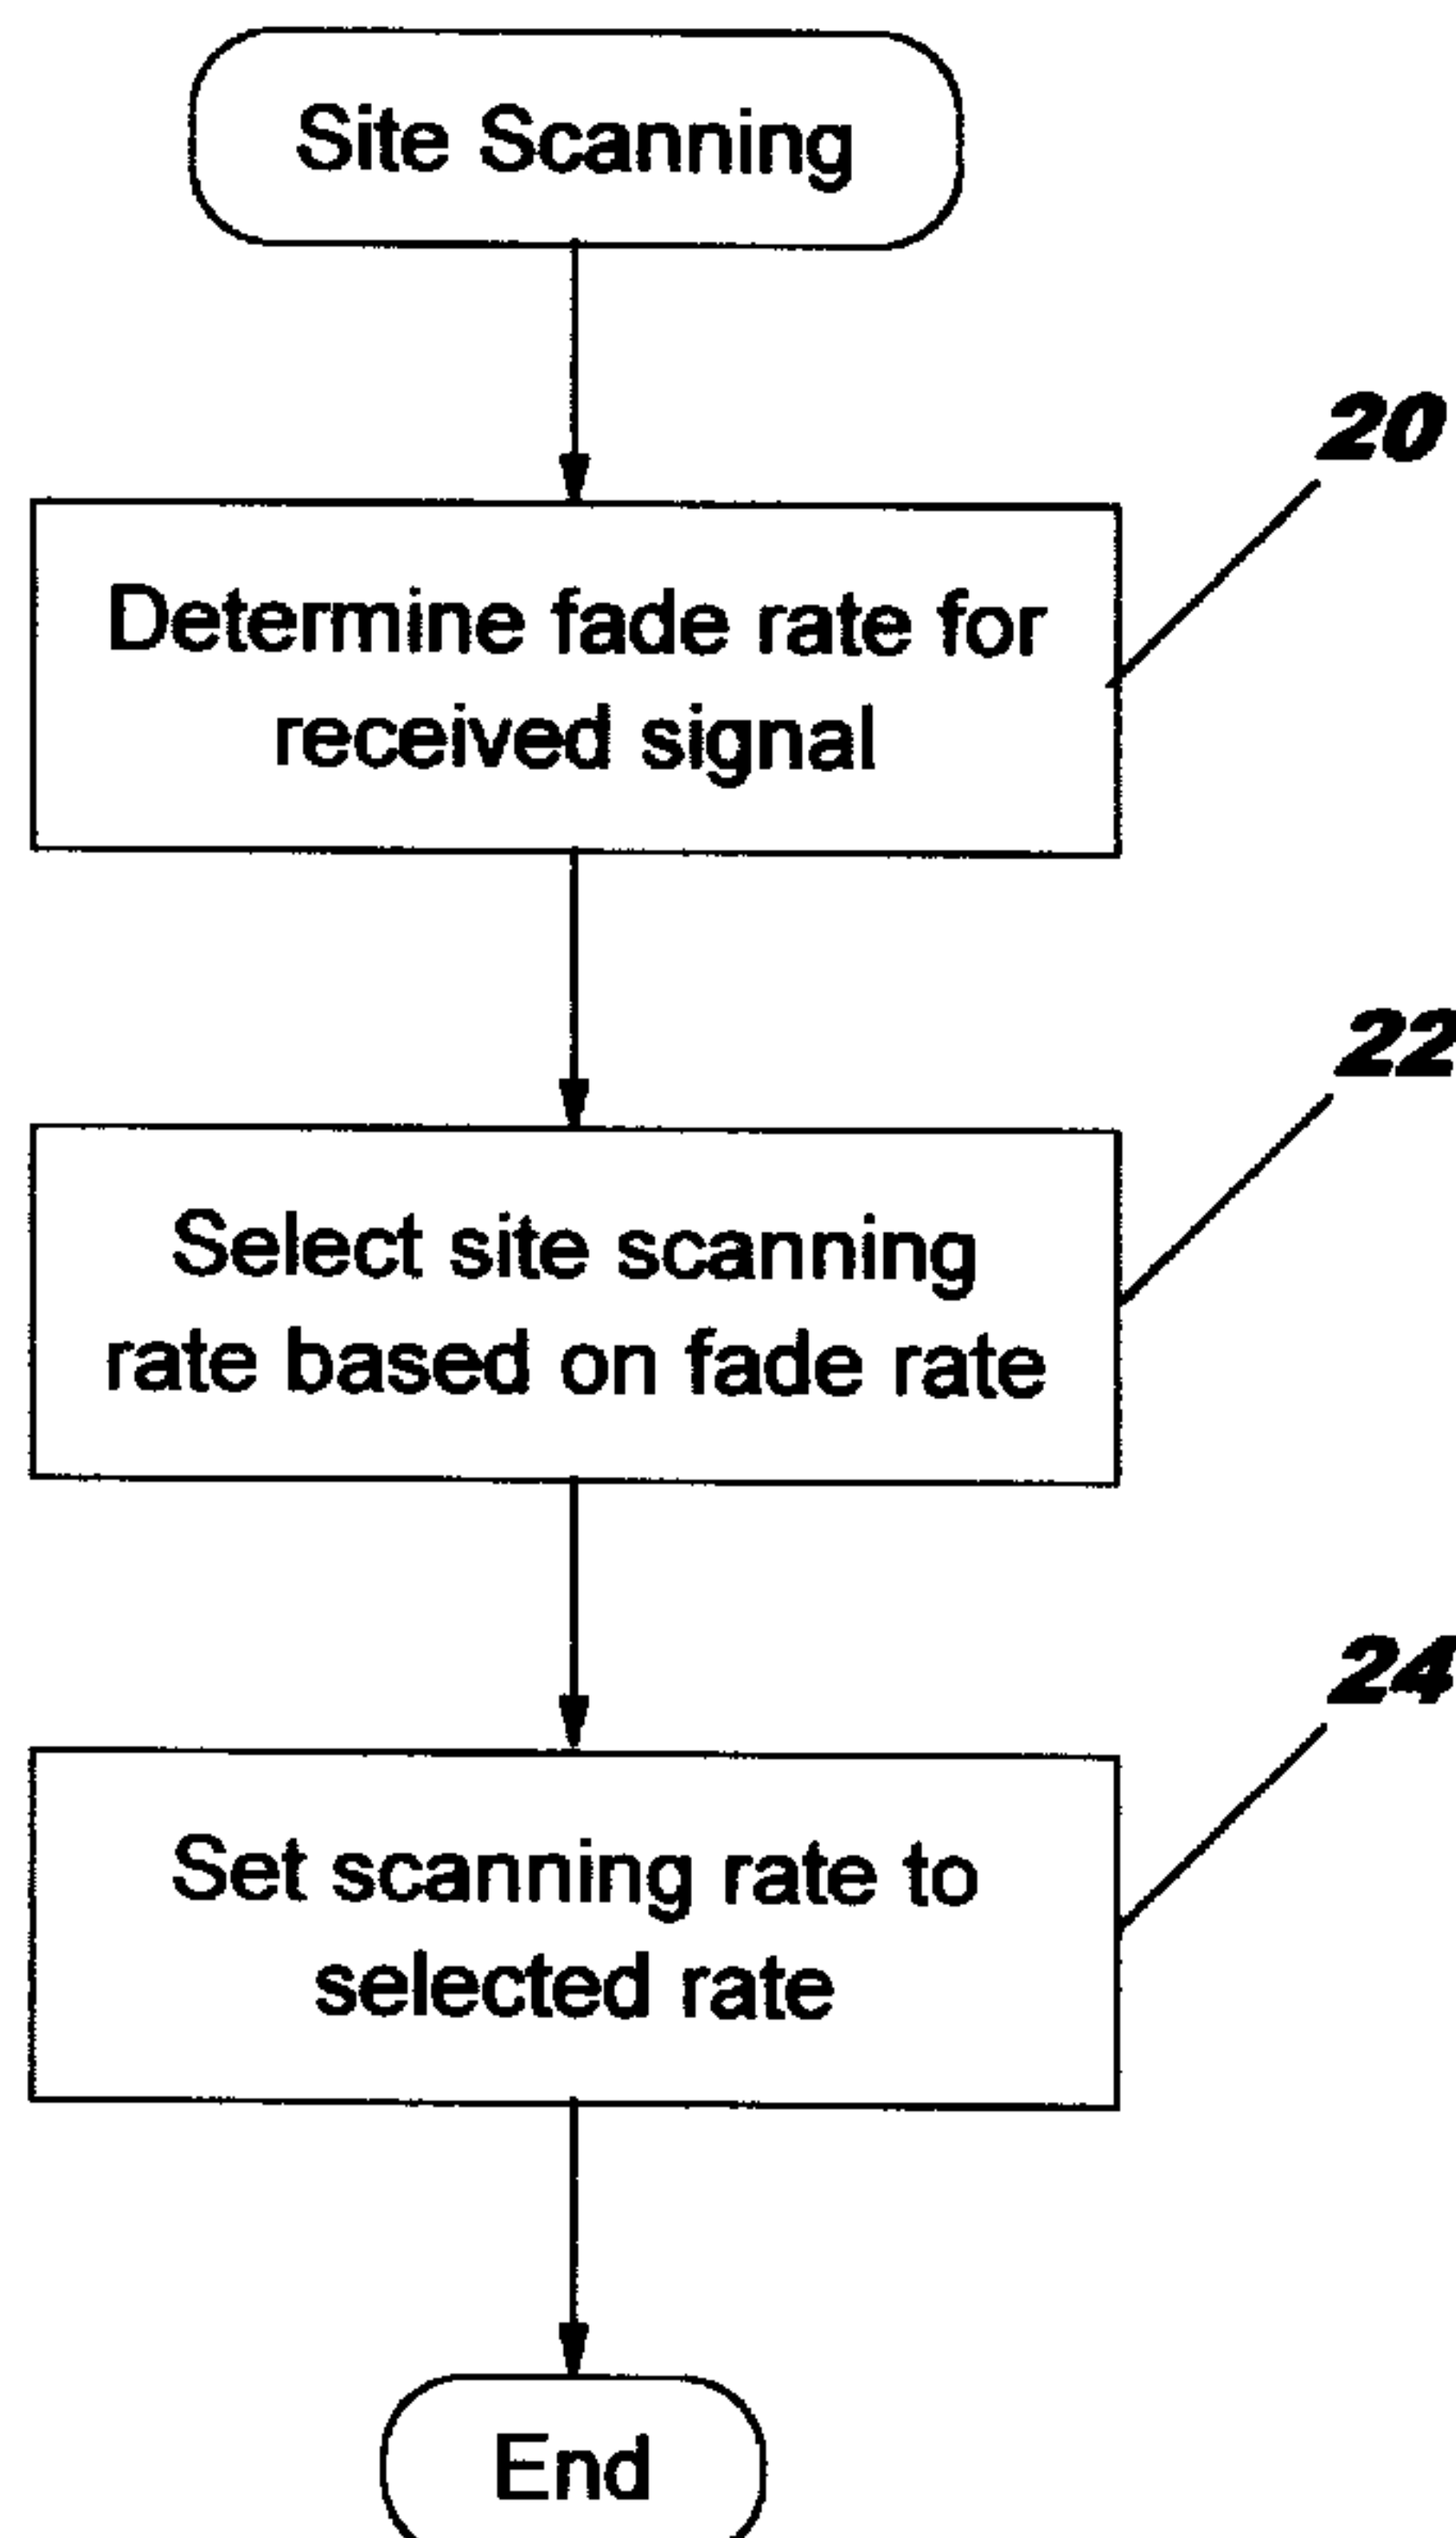 Site Scanning
20
Determine fade rate for
received signal
22
Select site scanning
rate based on fade rate
24
Set scanning rate to
selected rate
End